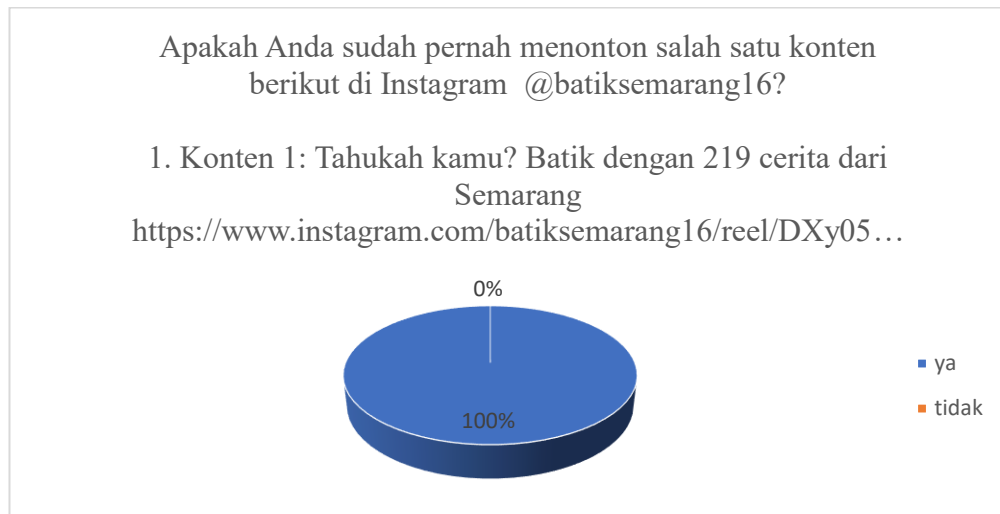 Apakah Anda sudah pernah menonton salah satu konten
berikut di Instagram  @batiksemarang16?
1. Konten 1: Tahukah kamu? Batik dengan 219 cerita dari
Semarang
https://www.instagram.com/batiksemarang16/reel/DXy05…
0%
100%
ya
tidak